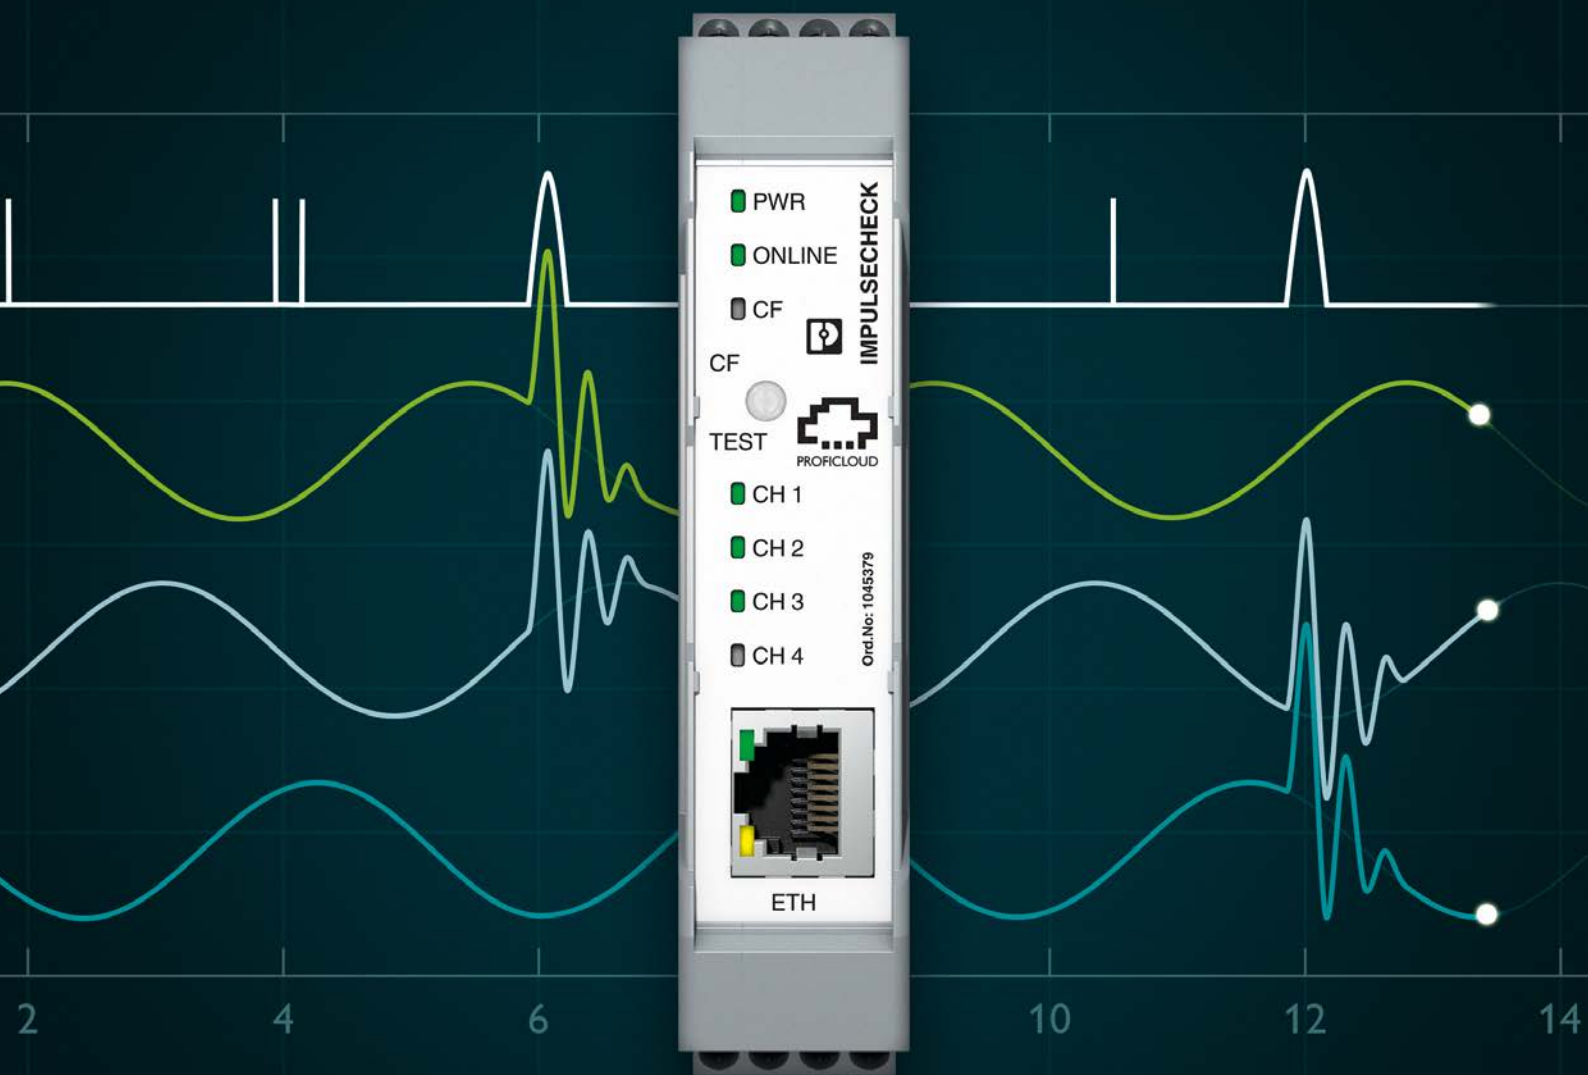 PWR
ONLINE
CF
IMPULSECHECK
CF
TEST
PROFICLOUD
CH 1
CH 2
CH 3
CH 4
Ord.No: 1045379
ETH
2
4
6
10
12
14